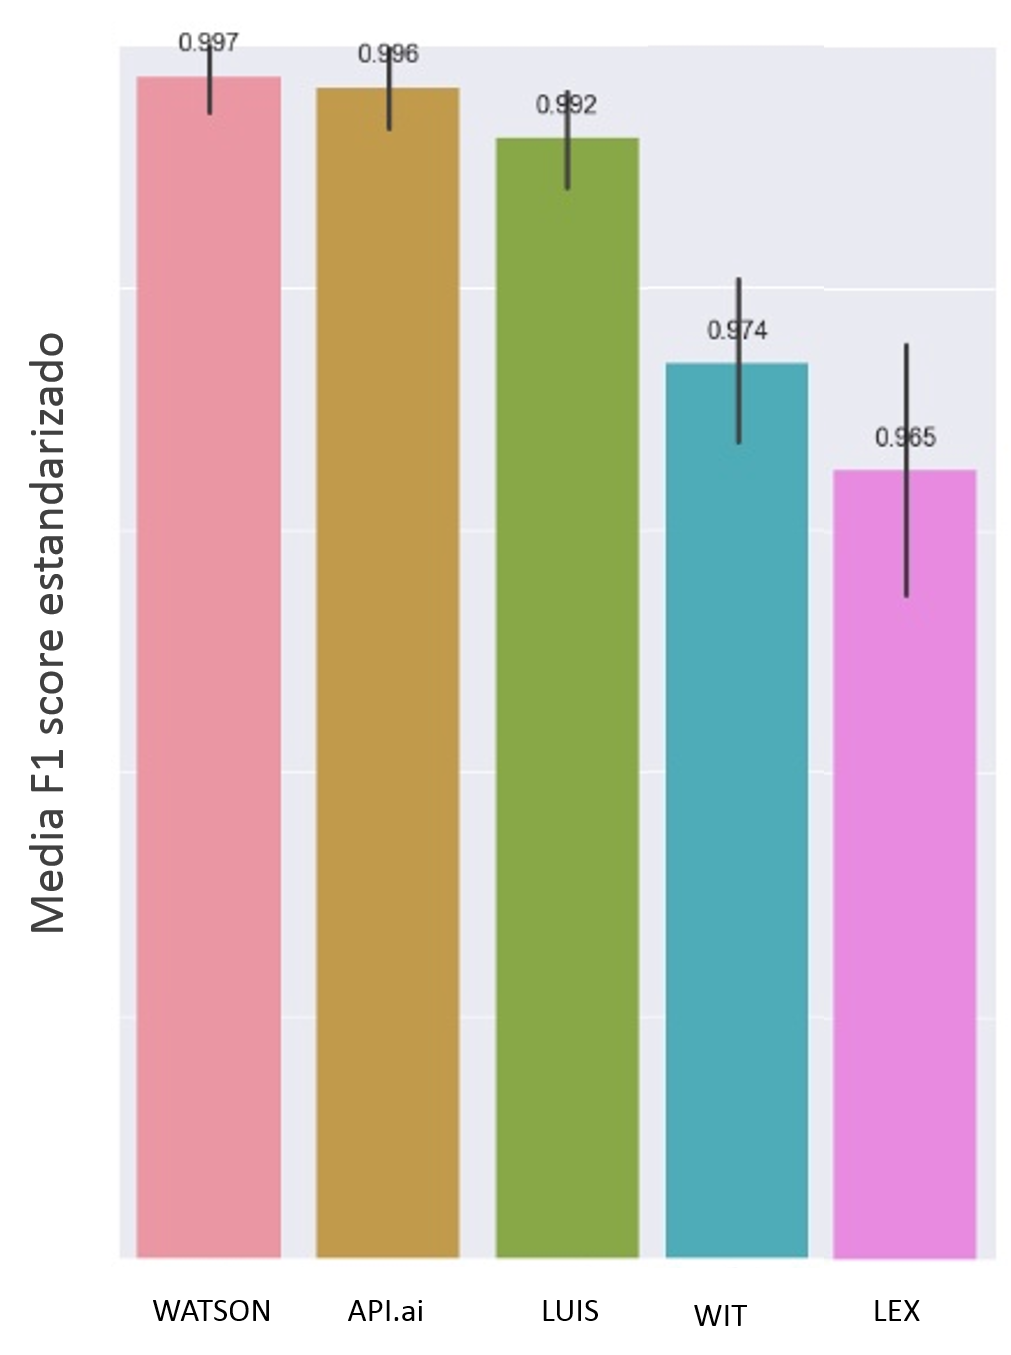 0.997
0.996
0.992
0.974
0.965
Media F1 score estandarizado
WATSON
API.ai
LUIS
WIT
LEX